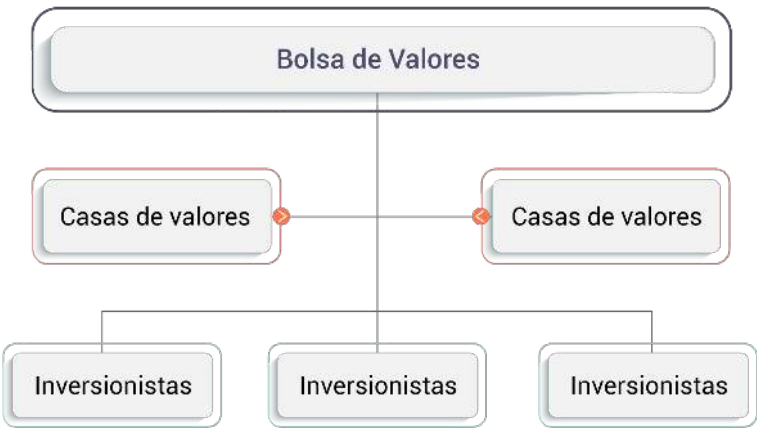 Bolsa de Valores
Casas de valores
Casas de valores
Inversionistas
Inversionistas
Inversionistas